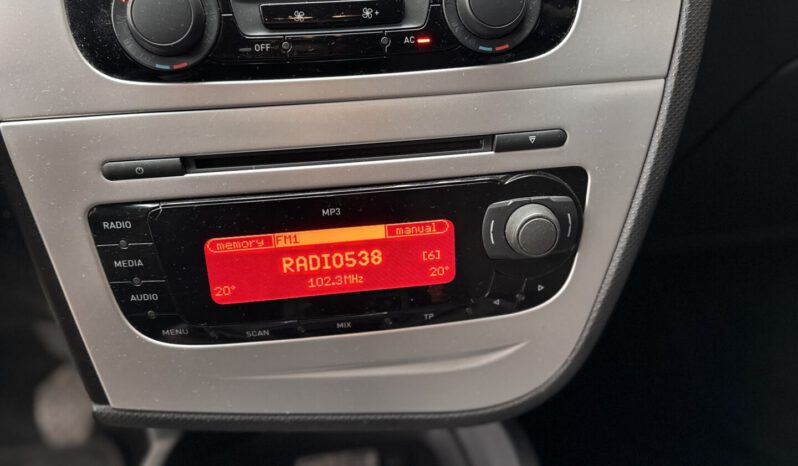 OFF
AC
MP3
RADIO
MEDIA
AUDIO
memory FM1 manual
RADIO538 [6]
20° 102.3MHz 20°
MENU SCAN MIX TP